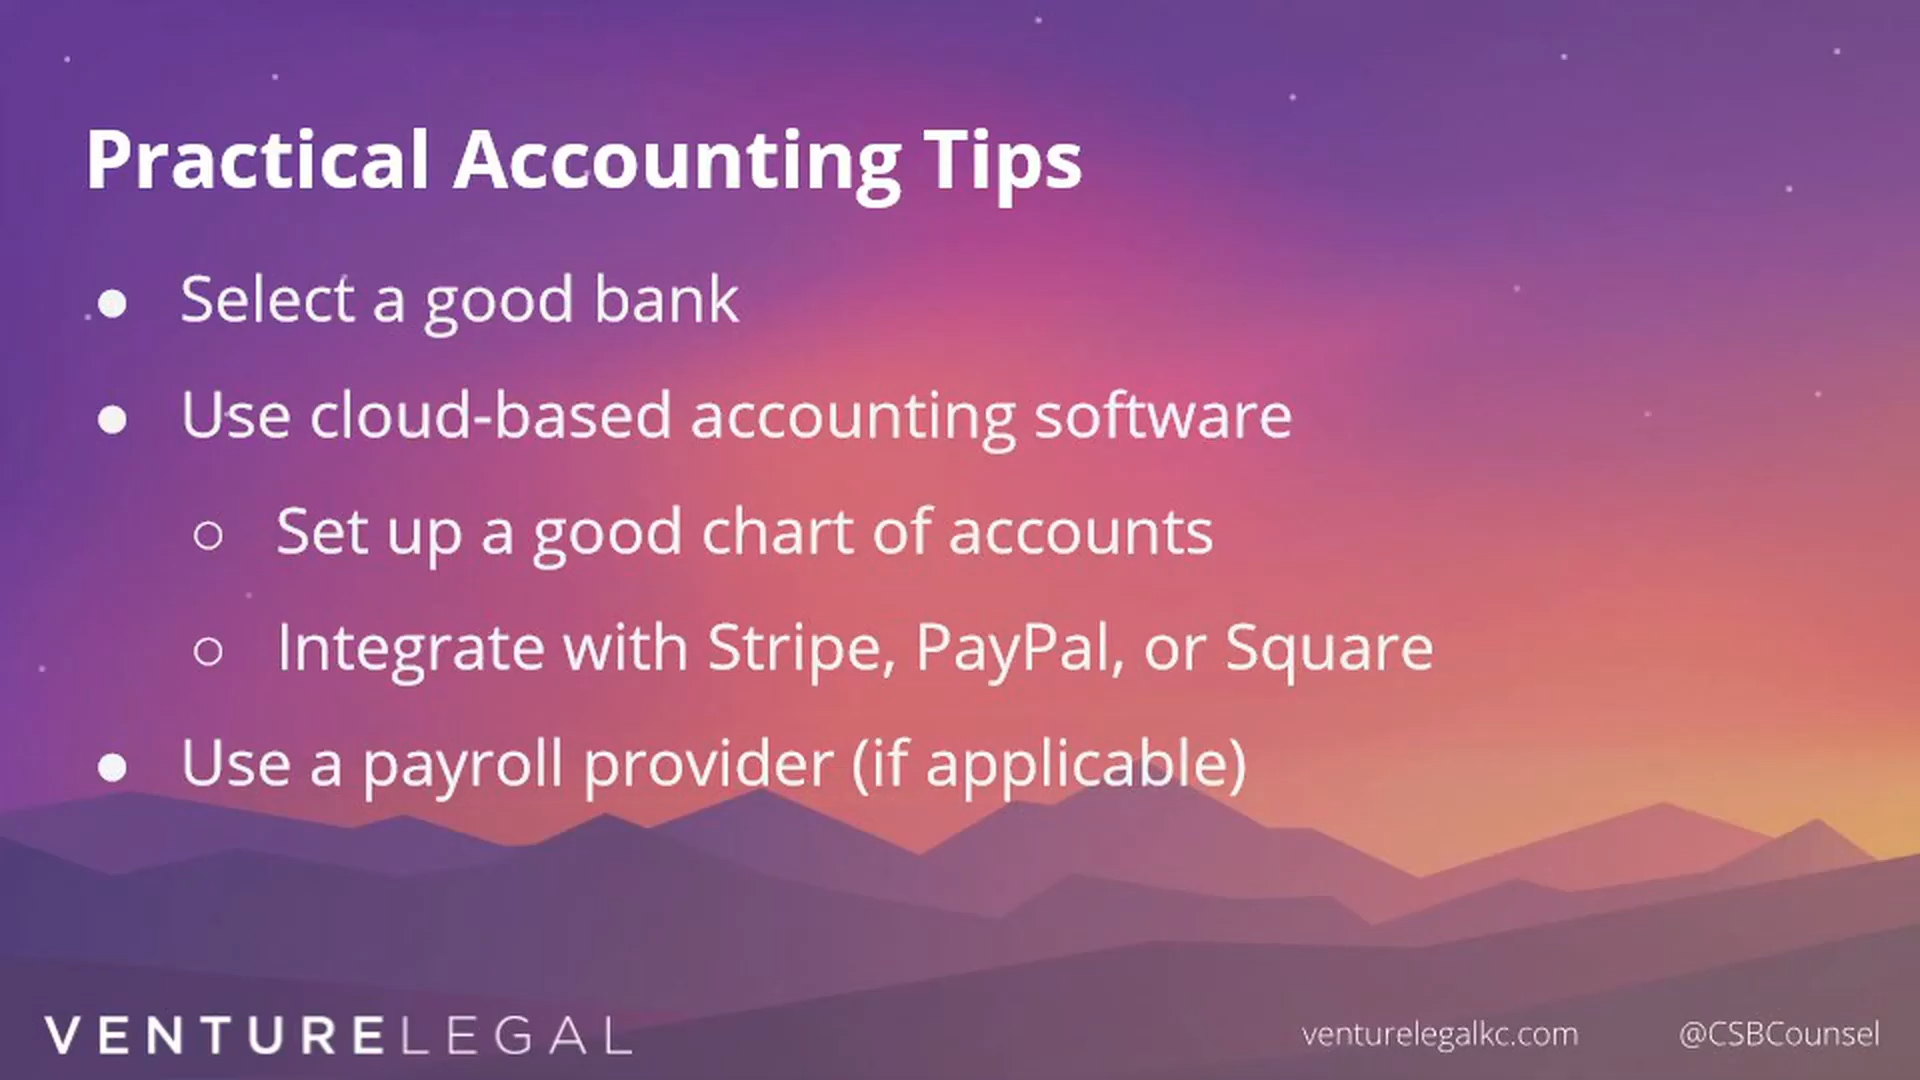 Practical Accounting Tips
● Select a good bank
● Use cloud-based accounting software
○ Set up a good chart of accounts
○ Integrate with Stripe, PayPal, or Square
● Use a payroll provider (if applicable)
VENTURELEGAL
venturelegalkc.com @CSBCounsel